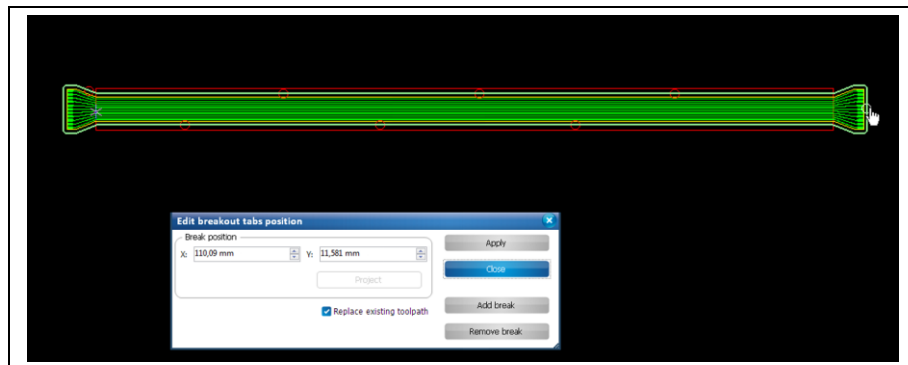 Edit breakout tabs position
Break position
X: 110,09 mm Y: 11,581 mm
Project
Replace existing toolpath
Apply
Close
Add break
Remove break